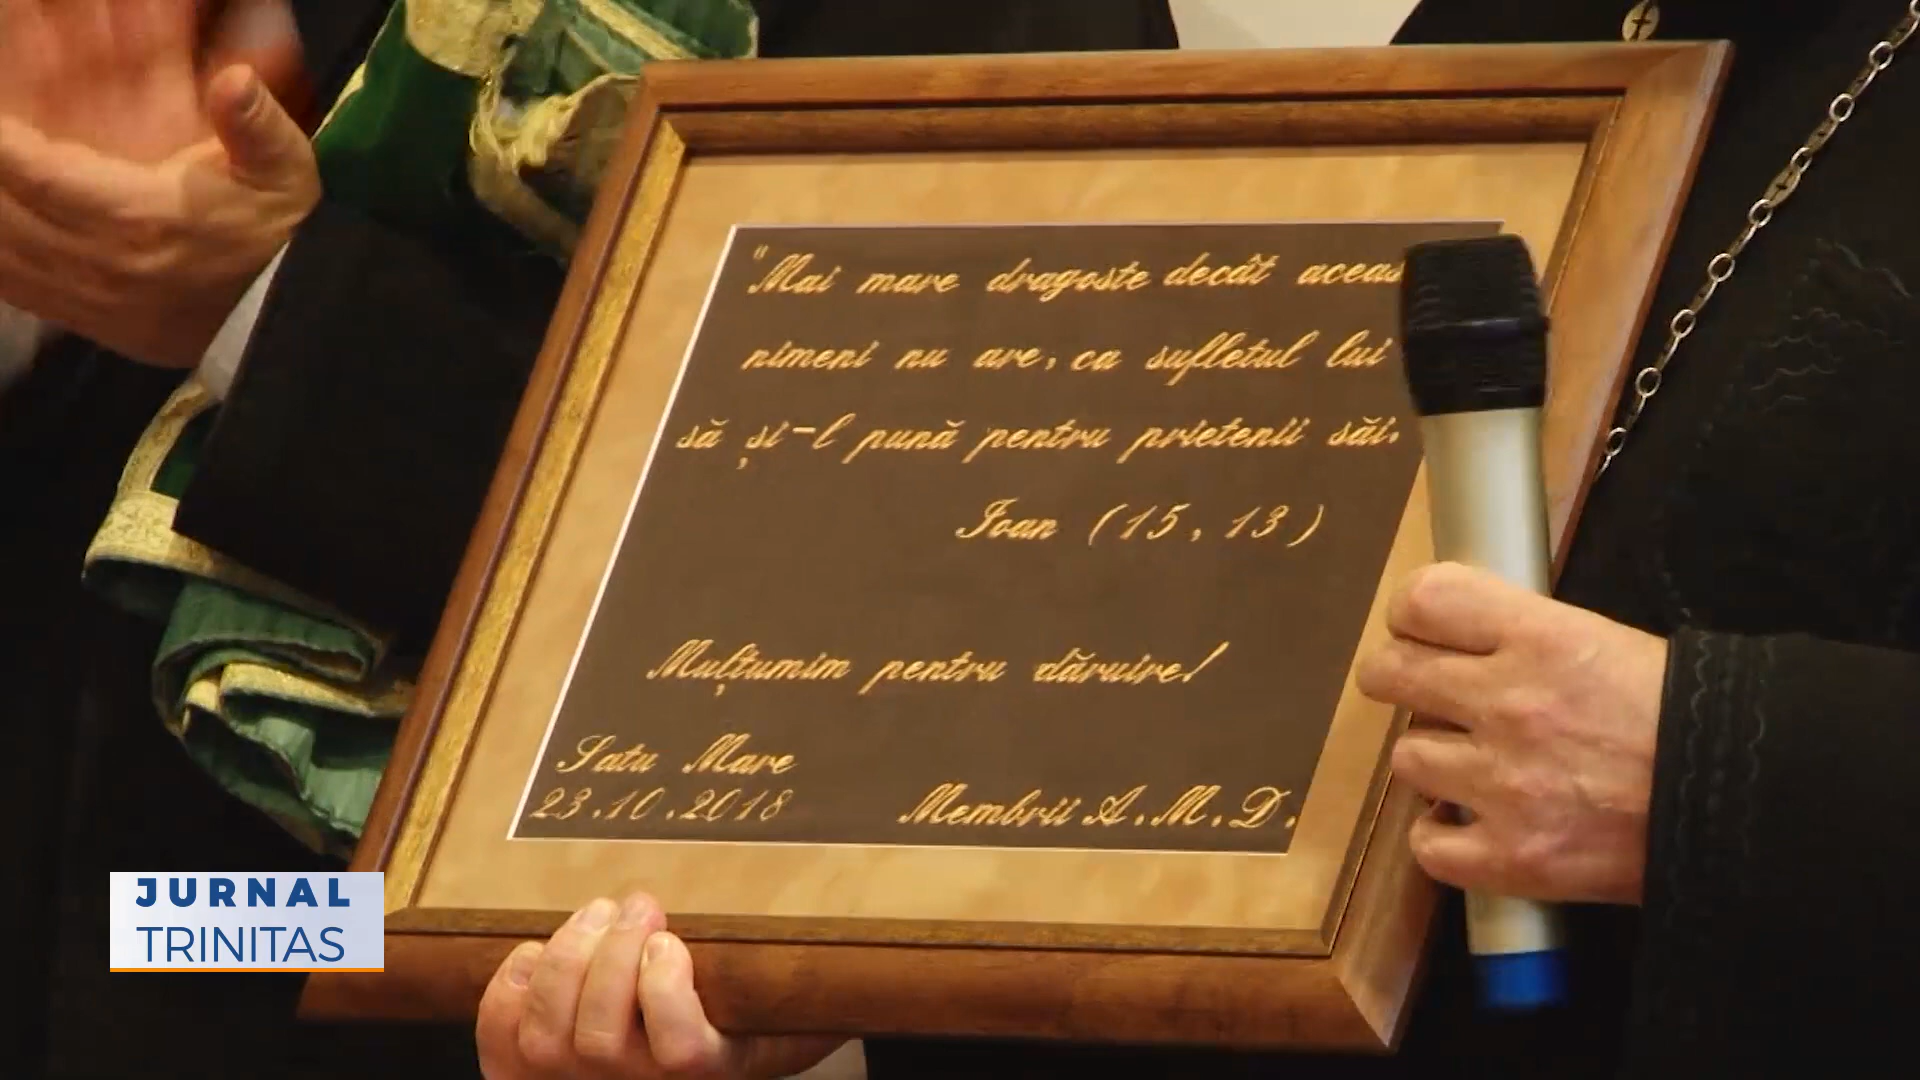 "Mai mare dragoste decât aceas
nimeni nu are, ca sufletul lui
să și-l pună pentru prietenii săi.
Ioan (15, 13)
Mulțumim pentru dăruire!
Satu Mare
23.10.2018
Membrii A.M.D.
JURNAL
TRINITAS